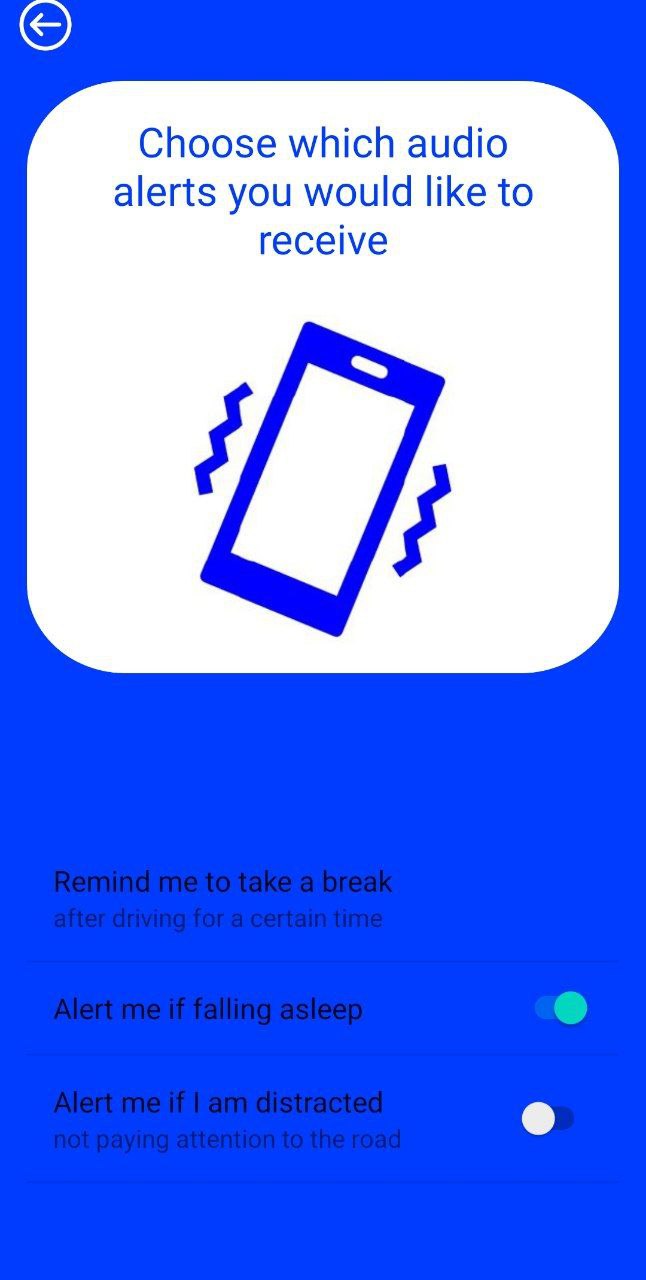 Choose which audio
alerts you would like to
receive
Remind me to take a break
after driving for a certain time
Alert me if falling asleep
Alert me if I am distracted
not paying attention to the road